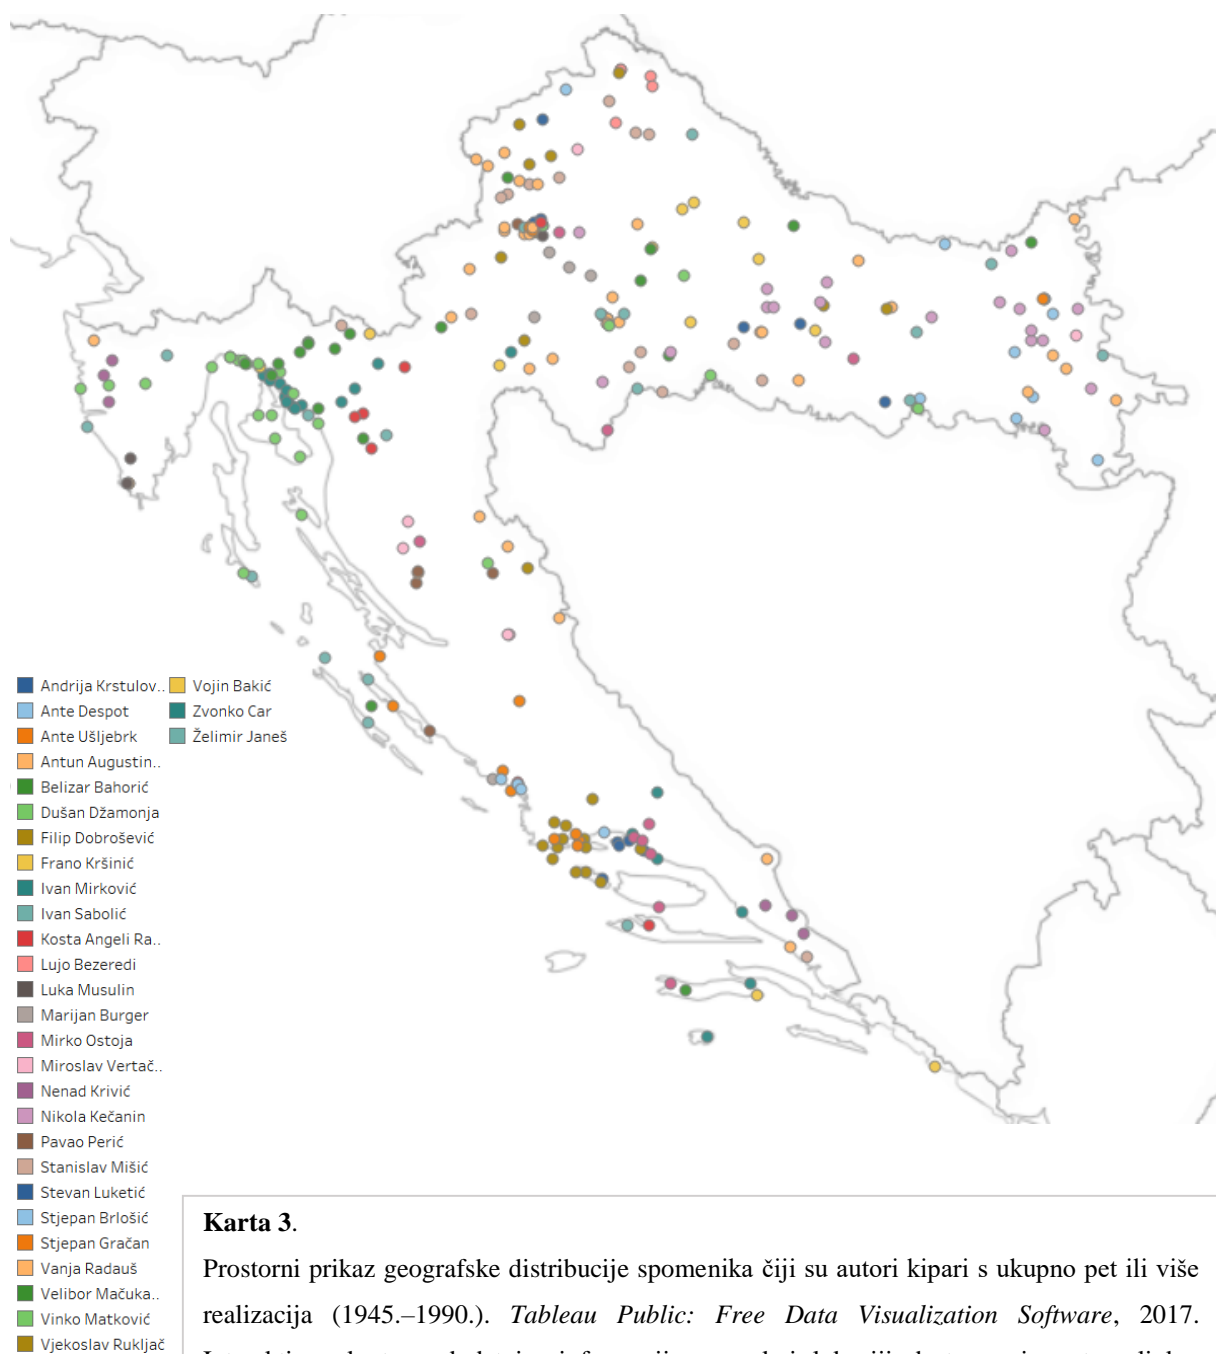 Andrija Krstulov..
Ante Despot
Ante Ušljebrk
Antun Augustin..
Belizar Bahorić
Dušan Džamonja
Filip Dobrošević
Frano Kršinić
Ivan Mirković
Ivan Sabolić
Kosta Angeli Ra..
Lujo Bezeredi
Luka Musulin
Marijan Burger
Mirko Ostoja
Miroslav Vertač..
Nenad Krivić
Nikola Kečanin
Pavao Perić
Stanislav Mišić
Stevan Luketić
Stjepan Brlošić
Stjepan Gračan
Vanja Radauš
Velibor Mačuka..
Vinko Matković
Vjekoslav Rukljač
Vojin Bakić
Zvonko Car
Želimir Janeš
Karta 3.
Prostorni prikaz geografske distribucije spomenika čiji su autori kipari s ukupno pet ili više
realizacija (1945.–1990.). Tableau Public: Free Data Visualization Software, 2017.